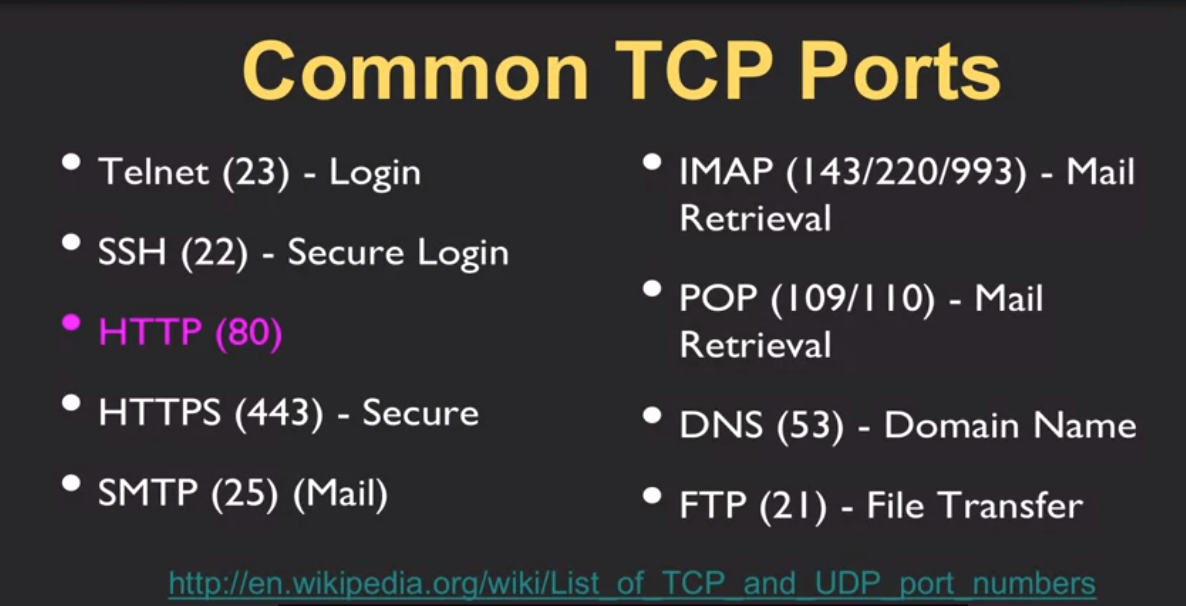 Common TCP Ports
• Telnet (23) - Login
• SSH (22) - Secure Login
• HTTP (80)
• HTTPS (443) - Secure
• SMTP (25) (Mail)
• IMAP (143/220/993) - Mail
Retrieval
• POP (109/110) - Mail
Retrieval
• DNS (53) - Domain Name
• FTP (21) - File Transfer
http://en.wikipedia.org/wiki/List_of_TCP_and_UDP_port_numbers